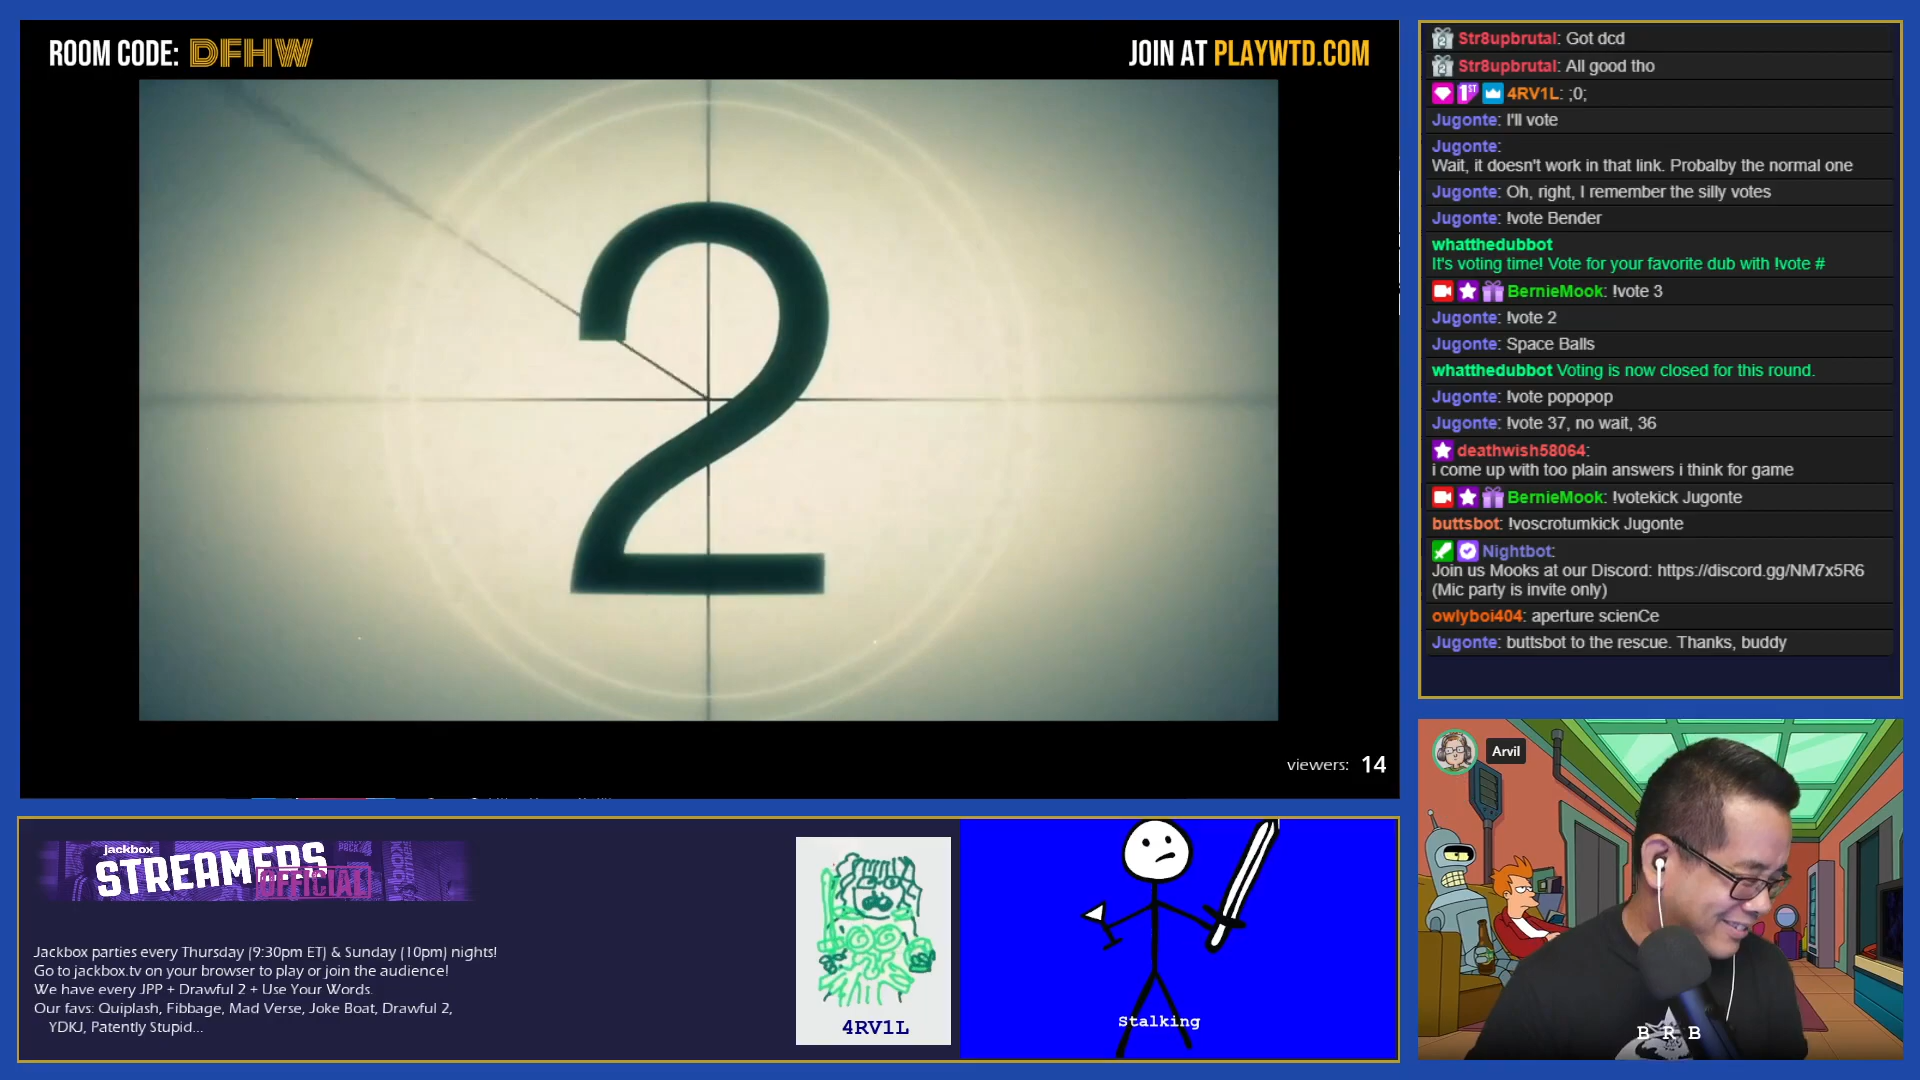 ROOM CODE: DFHW
JOIN AT PLAYWTD.COM
2
viewers: 14
Str8upbrutal: Got dcd
Str8upbrutal: All good tho
1ST 4RV1L: ;0;
Jugonte: I'll vote
Jugonte:
Wait, it doesn't work in that link. Probalby the normal one
Jugonte: Oh, right, I remember the silly votes
Jugonte: !vote Bender
whatthedubbot
It's voting time! Vote for your favorite dub with !vote #
BernieMook: !vote 3
Jugonte: !vote 2
Jugonte: Space Balls
whatthedubbot Voting is now closed for this round.
Jugonte: !vote popopop
Jugonte: !vote 37, no wait, 36
deathwish58064:
i come up with too plain answers i think for game
BernieMook: !votekick Jugonte
buttsbot: !voscrotumkick Jugonte
Nightbot:
Join us Mooks at our Discord: https://discord.gg/NM7x5R6
(Mic party is invite only)
owlyboi404: aperture scienCe
Jugonte: buttsbot to the rescue. Thanks, buddy
Arvil
B R B
jackbox
STREAMERS
OFFICIAL
Jackbox parties every Thursday (9:30pm ET) & Sunday (10pm) nights!
Go to jackbox.tv on your browser to play or join the audience!
We have every JPP + Drawful 2 + Use Your Words.
Our favs: Quiplash, Fibbage, Mad Verse, Joke Boat, Drawful 2,
YDKJ, Patently Stupid...
4RV1L
Stalking